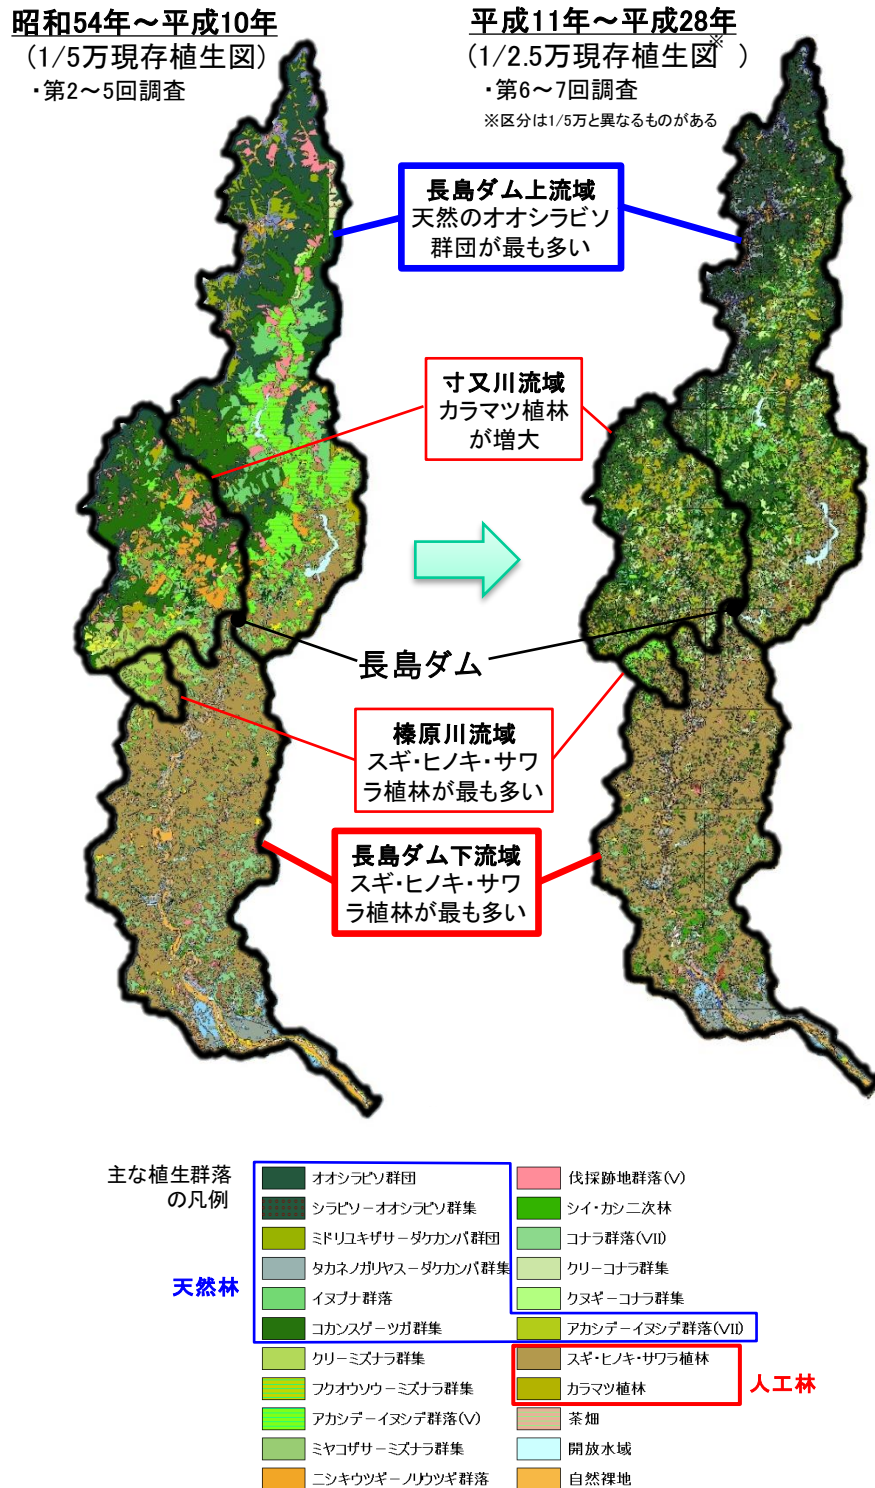 昭和54年～平成10年
(1/5万現存植生図)
・第2～5回調査
平成11年～平成28年
(1/2.5万現存植生図※)
・第6～7回調査
※区分は1/5万と異なるものがある
長島ダム上流域
天然のオオシラビソ
群団が最も多い
寸又川流域
カラマツ植林
が増大
長島ダム
榛原川流域
スギ・ヒノキ・サワ
ラ植林が最も多い
長島ダム下流域
スギ・ヒノキ・サワ
ラ植林が最も多い
主な植生群落
の凡例
天然林
オオシラビソ群団
シラビソーオオシラビソ群集
ミドリユキザサーダケカンバ群団
タカネノガリヤスーダケカンバ群集
イヌブナ群落
コカンスゲーツガ群集
クリーミズナラ群集
フクオウソウーミズナラ群集
アカシデーイヌシデ群落(V)
ミヤコザサーミズナラ群集
ニシキウツギーノリウツギ群落
伐採跡地群落(V)
シイ・カシ二次林
コナラ群落(VII)
クリーコナラ群集
クヌギーコナラ群集
アカシデーイヌシデ群落(VII)
スギ・ヒノキ・サワラ植林
カラマツ植林
茶畑
開放水域
自然裸地
人工林